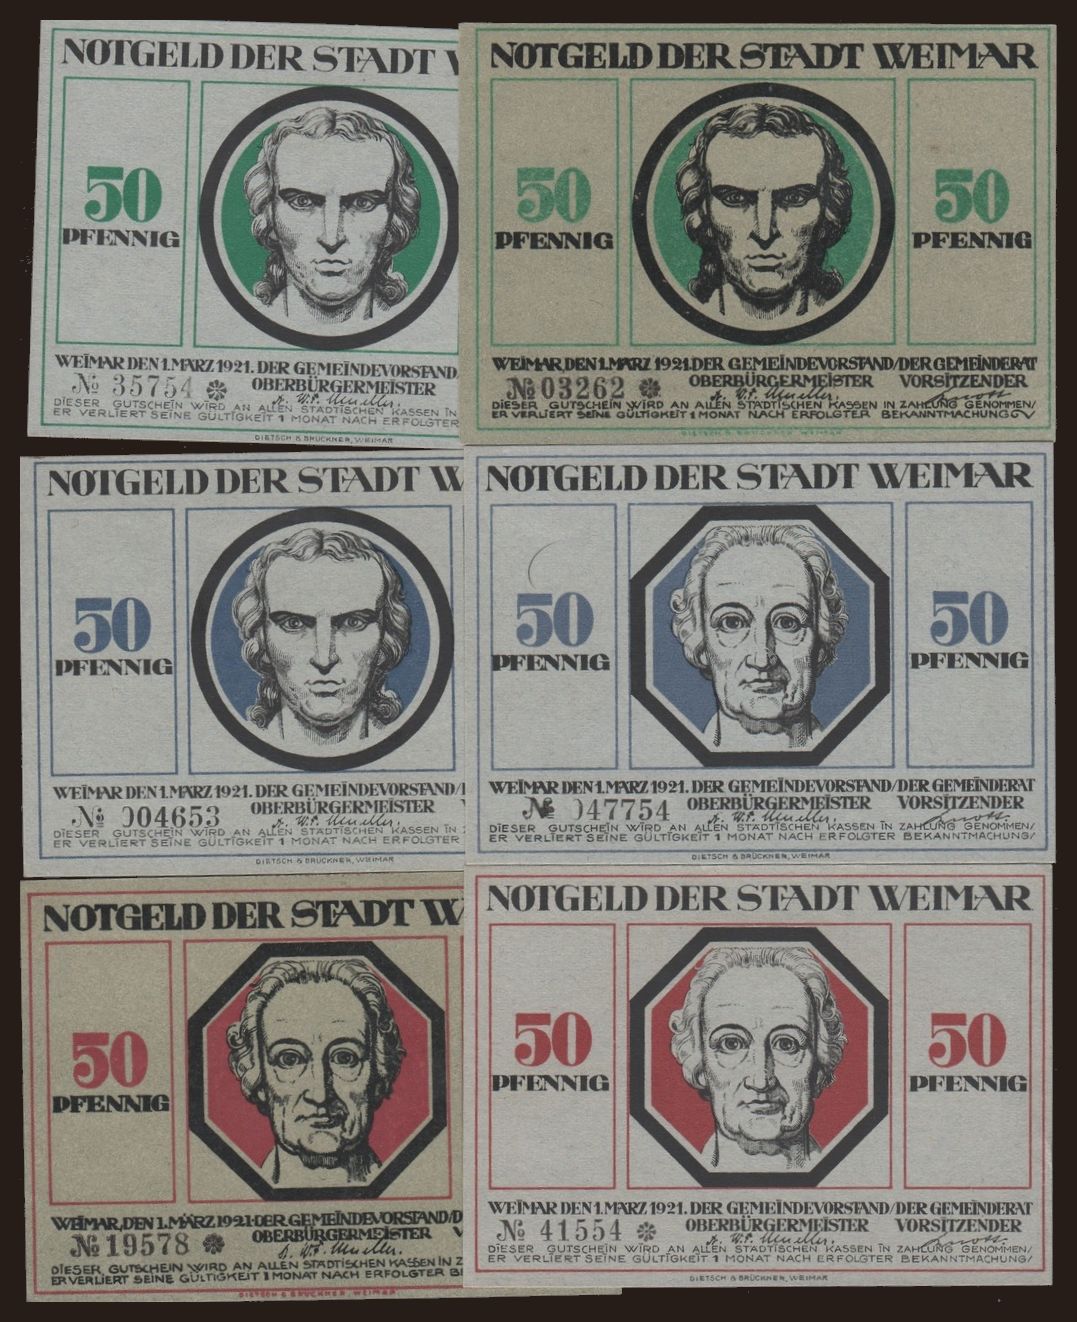 NOTGELD DER STADT W
50
PFENNIG
WEIMAR DEN 1. MÄRZ 1921. DER GEMEINDEVORSTAND/
№ 35754 OBERBÜRGERMEISTER
DIESER GUTSCHEIN WIRD AN ALLEN STÄDTISCHEN KASSEN IN
ER VERLIERT SEINE GÜLTIGKEIT 1 MONAT NACH ERFOLGTER
DIETSCH & BRÜCKNER, WEIMAR
NOTGELD DER STADT WEIMAR
50
PFENNIG
50
PFENNIG
WEIMAR DEN 1. MÄRZ 1921. DER GEMEINDEVORSTAND/DER GEMEINDERAT
№ 03262 OBERBÜRGERMEISTER VORSITZENDER
DIESER GUTSCHEIN WIRD AN ALLEN STÄDTISCHEN KASSEN IN ZAHLUNG GENOMMEN/
ER VERLIERT SEINE GÜLTIGKEIT 1 MONAT NACH ERFOLGTER BEKANNTMACHUNG
DIETSCH & BRÜCKNER WEIMAR
NOTGELD DER STADT W
50
PFENNIG
WEIMAR DEN 1. MÄRZ 1921. DER GEMEINDEVORSTAND/
№ 004653 OBERBÜRGERMEISTER
DIESER GUTSCHEIN WIRD AN ALLEN STÄDTISCHEN KASSEN IN
ER VERLIERT SEINE GÜLTIGKEIT 1 MONAT NACH ERFOLGTER
DIETSCH & BRÜCKNER, WEIMAR
NOTGELD DER STADT WEIMAR
50
PFENNIG
50
PFENNIG
WEIMAR DEN 1. MÄRZ 1921. DER GEMEINDEVORSTAND/DER GEMEINDERAT
№ 047754 OBERBÜRGERMEISTER VORSITZENDER
DIESER GUTSCHEIN WIRD AN ALLEN STÄDTISCHEN KASSEN IN ZAHLUNG GENOMMEN/
ER VERLIERT SEINE GÜLTIGKEIT 1 MONAT NACH ERFOLGTER BEKANNTMACHUNG/
DIETSCH & BRÜCKNER, WEIMAR
NOTGELD DER STADT W
50
PFENNIG
WEIMAR, DEN 1. MÄRZ 1921. DER GEMEINDEVORSTAND/D
№ 19578 OBERBÜRGERMEISTER
DIESER GUTSCHEIN WIRD AN ALLEN STÄDTISCHEN KASSEN IN Z
ER VERLIERT SEINE GÜLTIGKEIT 1 MONAT NACH ERFOLGTER BE
DIETSCH & BRÜCKNER, WEIMAR
NOTGELD DER STADT WEIMAR
50
PFENNIG
50
PFENNIG
WEIMAR DEN 1. MÄRZ 1921. DER GEMEINDEVORSTAND/DER GEMEINDERAT
№ 41554 OBERBÜRGERMEISTER VORSITZENDER
DIESER GUTSCHEIN WIRD AN ALLEN STÄDTISCHEN KASSEN IN ZAHLUNG GENOMMEN/
ER VERLIERT SEINE GÜLTIGKEIT 1 MONAT NACH ERFOLGTER BEKANNTMACHUNG/
DIETSCH & BRÜCKNER, WEIMAR